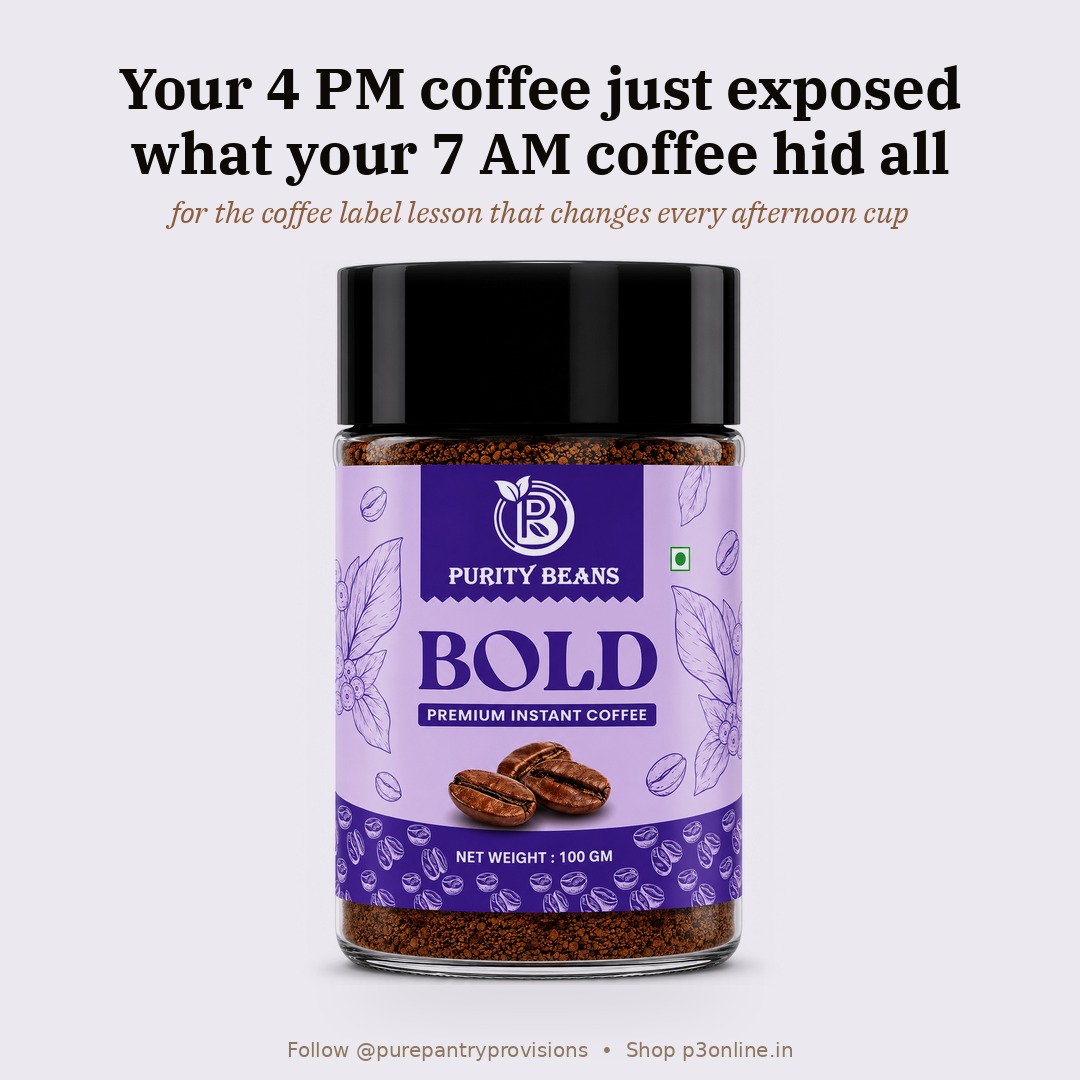 Your 4 PM coffee just exposed
what your 7 AM coffee hid all
for the coffee label lesson that changes every afternoon cup
PURITY BEANS
BOLD
PREMIUM INSTANT COFFEE
NET WEIGHT : 100 GM
Follow @purepantryprovisions • Shop p3online.in